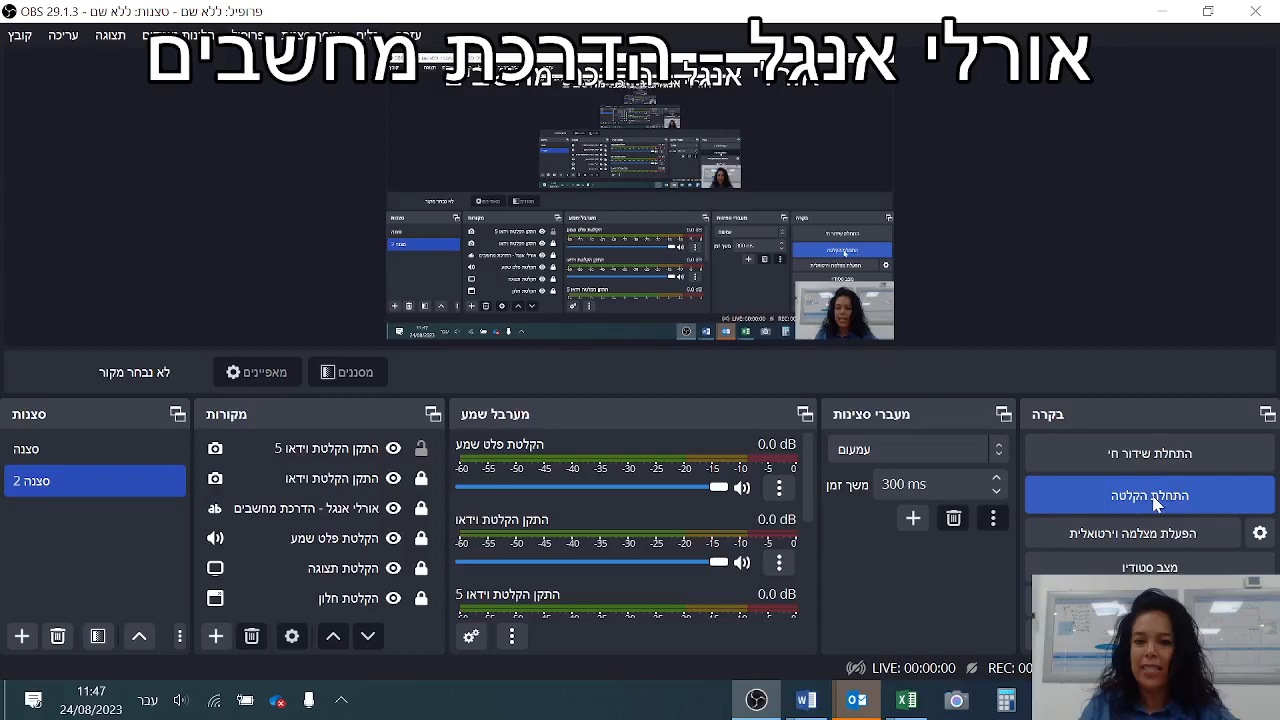 OBS 29.1.3 - פרופיל: ללא שם - סצנות: ללא שם
קובץ עריכה תצוגה
אורלי אנגל - הדרכת מחשבים
לא נבחר מקור
מאפיינים
מסננים
סצנות
סצנה
סצנה 2
מקורות
התקן הקלטת וידאו 5
התקן הקלטת וידאו
אורלי אנגל - הדרכת מחשבים
הקלטת פלט שמע
הקלטת תצוגה
הקלטת חלון
מערבל שמע
הקלטת פלט שמע 0.0 dB
-60 -55 -50 -45 -40 -35 -30 -25 -20 -15 -10 -5 0
התקן הקלטת וידאו 0.0 dB
-60 -55 -50 -45 -40 -35 -30 -25 -20 -15 -10 -5 0
התקן הקלטת וידאו 5 0.0 dB
מעברי סצינות
עמעום
משך זמן 300 ms
בקרה
התחלת שידור חי
התחלת הקלטה
הפעלת מצלמה וירטואלית
מצב סטודיו
LIVE: 00:00:00 REC: 00
11:47
24/08/2023
עבר